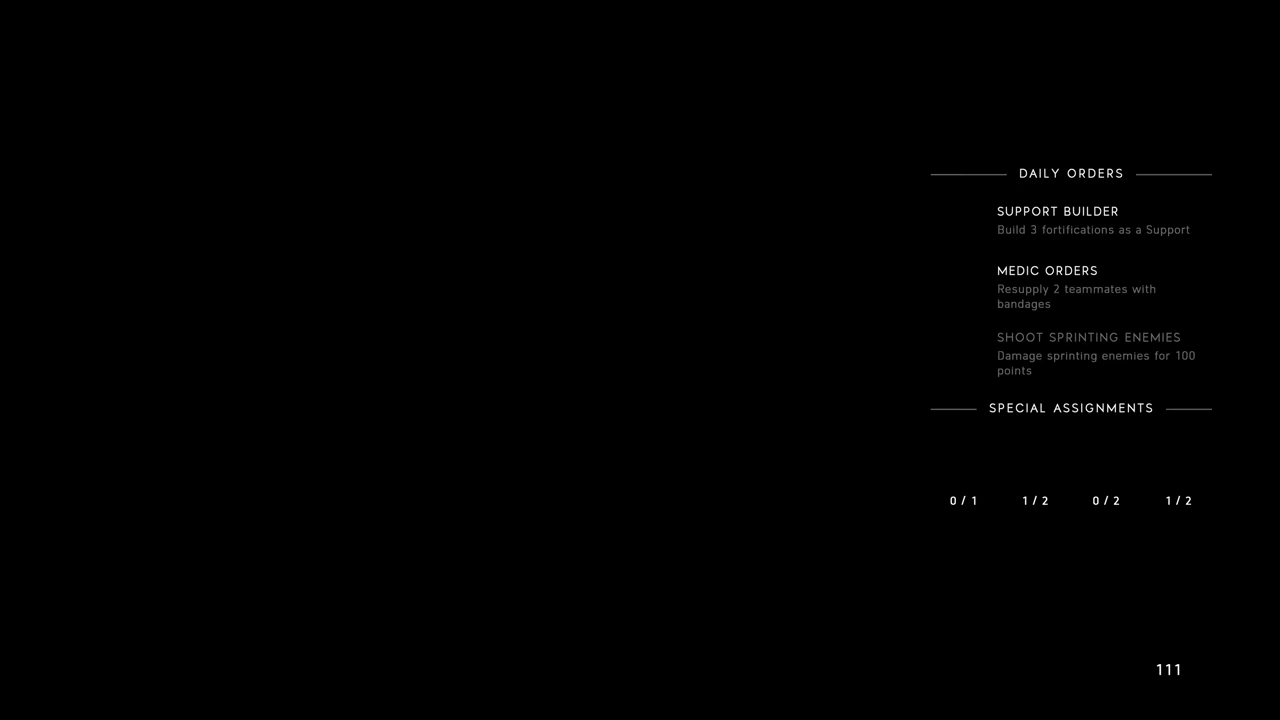 DAILY ORDERS
SUPPORT BUILDER
Build 3 fortifications as a Support
MEDIC ORDERS
Resupply 2 teammates with
bandages
SHOOT SPRINTING ENEMIES
Damage sprinting enemies for 100
points
SPECIAL ASSIGNMENTS
0 / 1 1 / 2 0 / 2 1 / 2
111